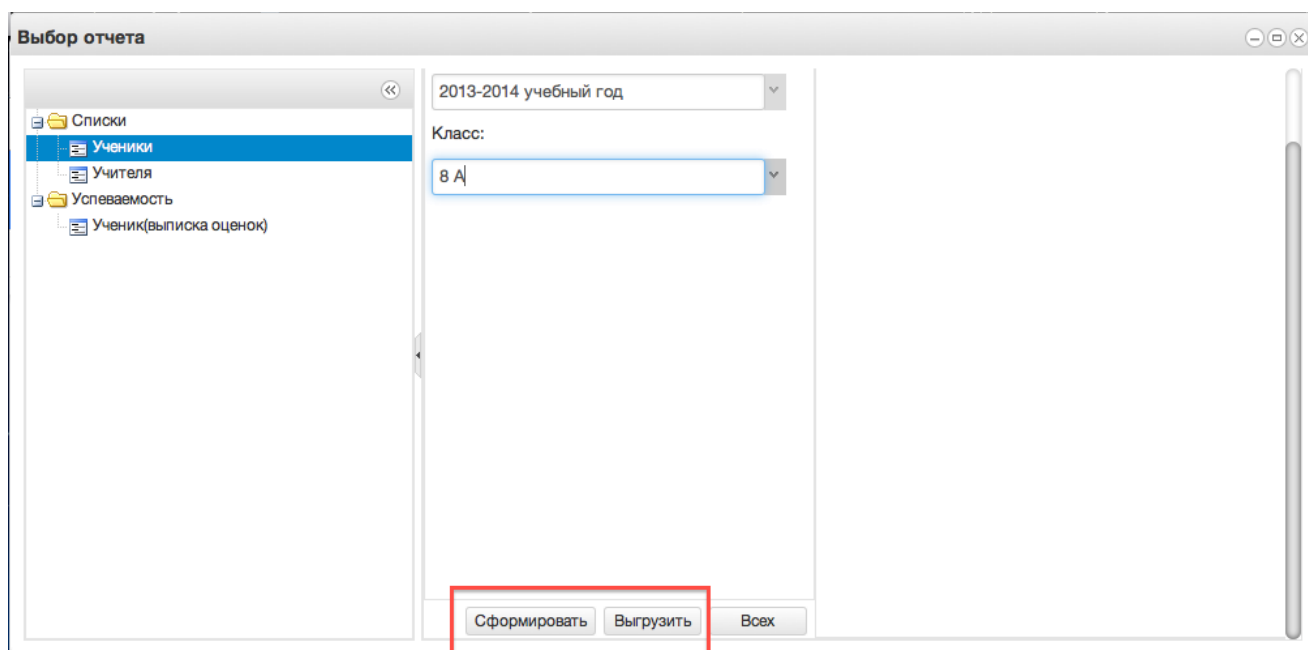 Выбор отчета
Списки
Ученики
Учителя
Успеваемость
Ученик(выписка оценок)
2013-2014 учебный год
Класс:
8 А
Сформировать
Выгрузить
Всех